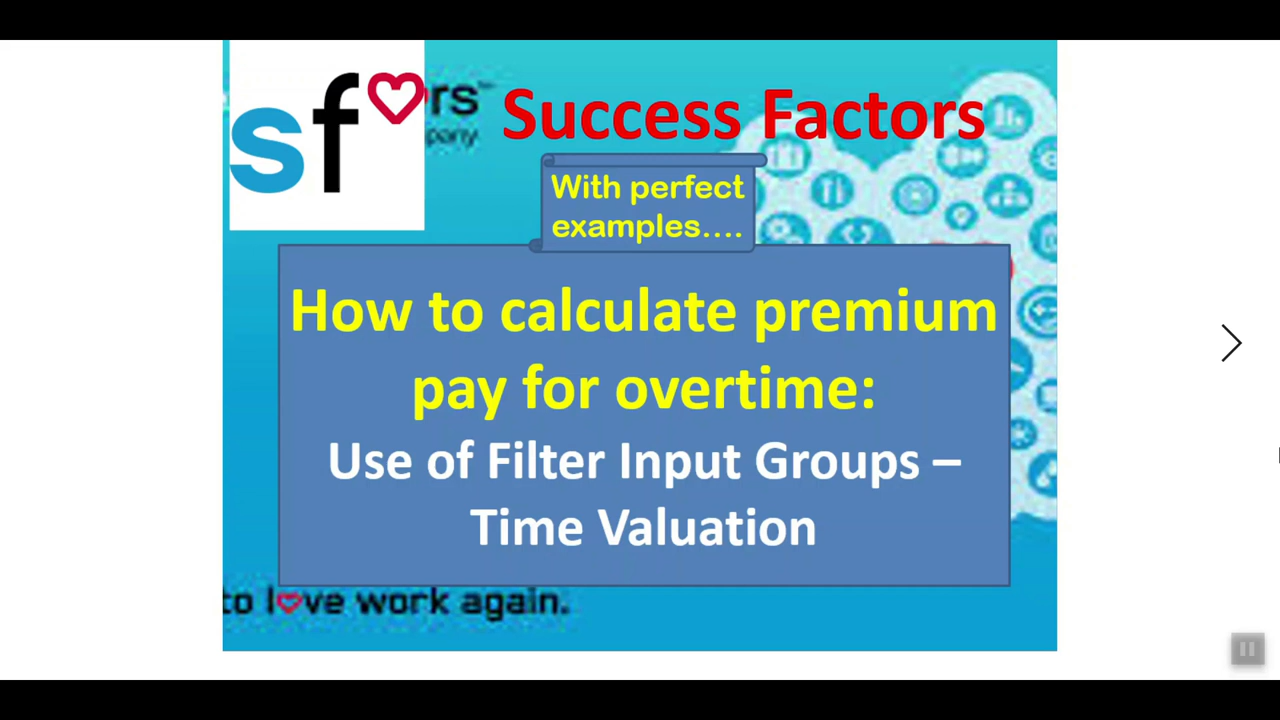 sf
rs
pany
Success Factors
With perfect
examples....
How to calculate premium
pay for overtime:
Use of Filter Input Groups –
Time Valuation
to love work again.